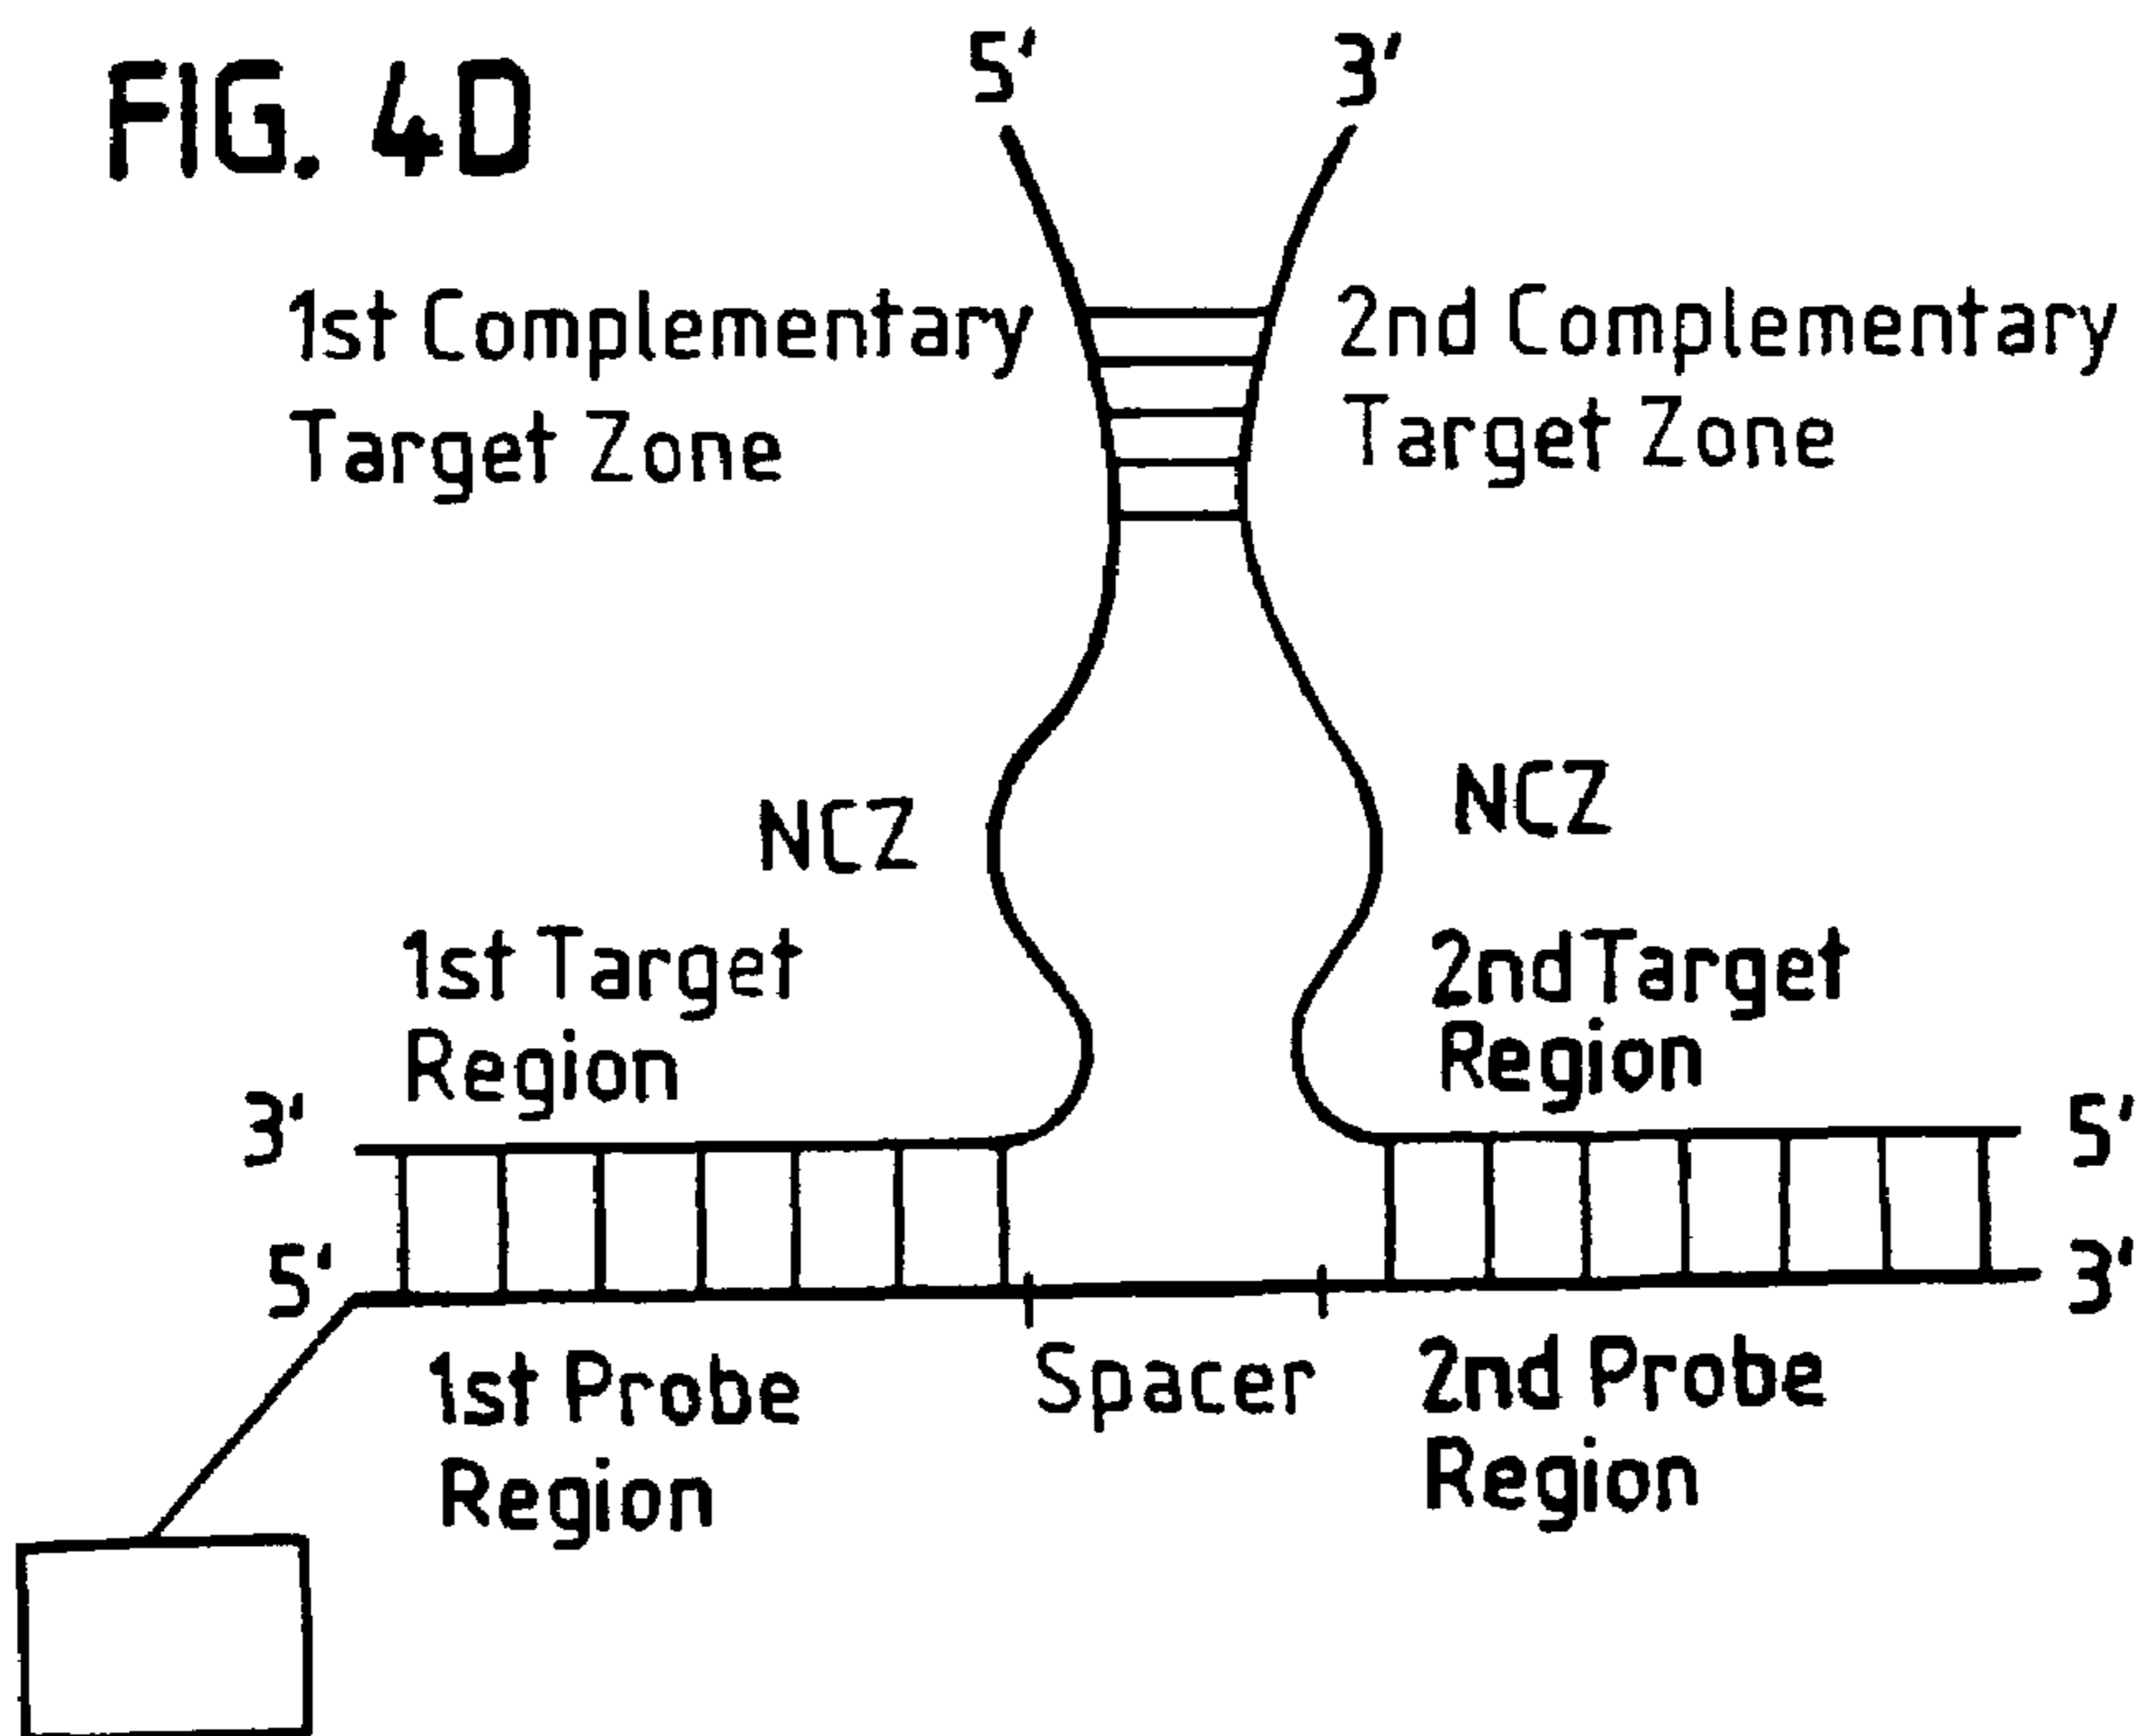 FIG. 4D
5' 3'
1st Complementary
Target Zone
2nd Complementary
Target Zone
NCZ
NCZ
1st Target
Region
2nd Target
Region
3'
5'
5'
3'
1st Probe
Region
Spacer
2nd Probe
Region